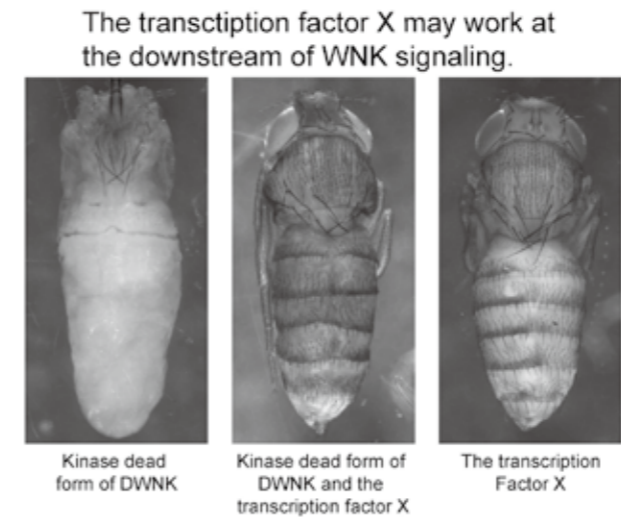 The transctiption factor X may work at
the downstream of WNK signaling.
Kinase dead
form of DWNK
Kinase dead form of
DWNK and the
transcription factor X
The transcription
Factor X